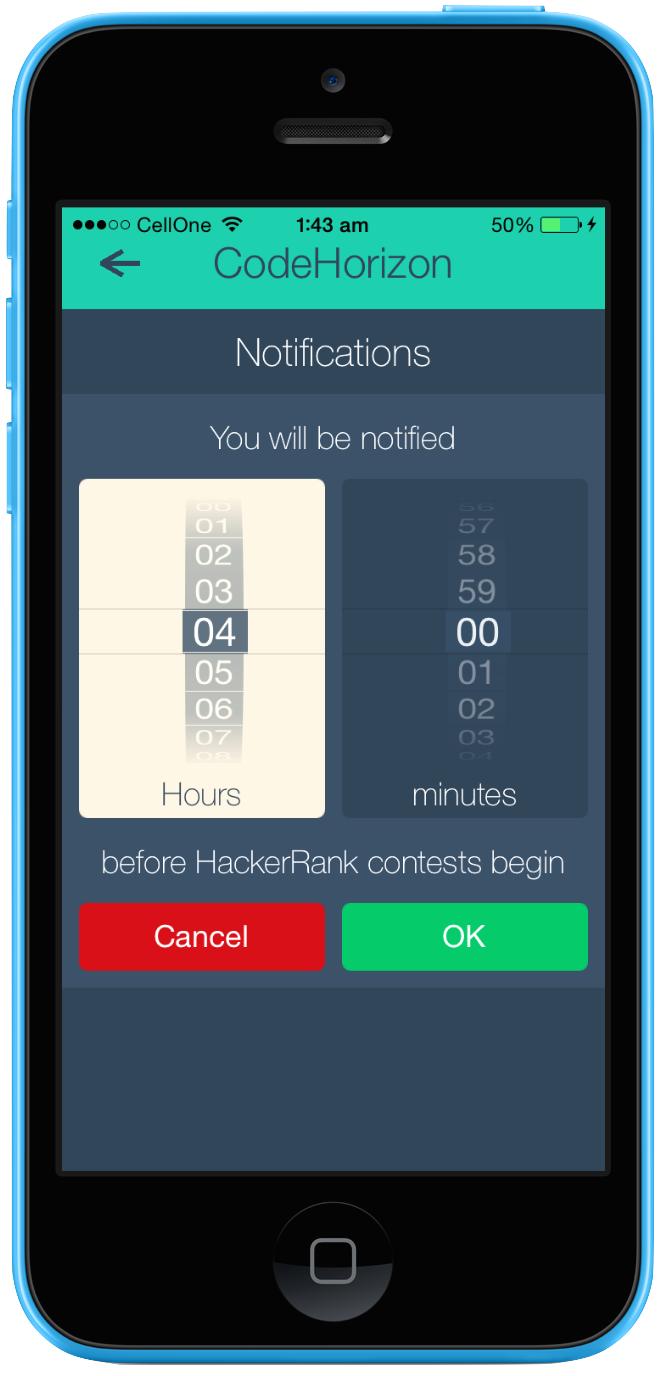 CellOne 1:43 am 50%
CodeHorizon
Notifications
You will be notified
00 56
01 57
02 58
03 59
04 00
05 01
06 02
07 03
08 04
Hours minutes
before HackerRank contests begin
Cancel OK